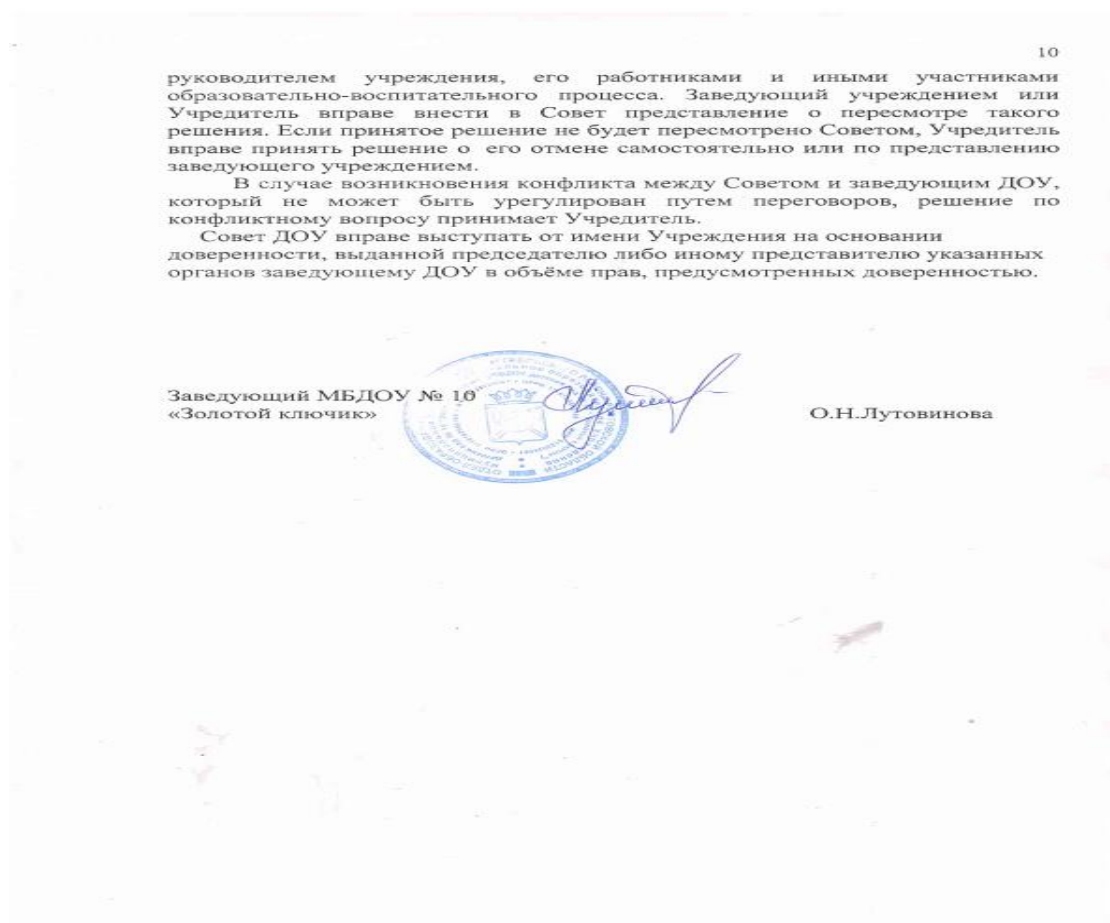 10
руководителем учреждения, его работниками и иными участниками
образовательно-воспитательного процесса. Заведующий учреждением или
Учредитель вправе внести в Совет представление о пересмотре такого
решения. Если принятое решение не будет пересмотрено Советом, Учредитель
вправе принять решение о его отмене самостоятельно или по представлению
заведующего учреждением.
В случае возникновения конфликта между Советом и заведующим ДОУ,
который не может быть урегулирован путем переговоров, решение по
конфликтному вопросу принимает Учредитель.
Совет ДОУ вправе выступать от имени Учреждения на основании
доверенности, выданной председателю либо иному представителю указанных
органов заведующему ДОУ в объёме прав, предусмотренных доверенностью.
Заведующий МБДОУ № 10
«Золотой ключик» О.Н.Лутовинова